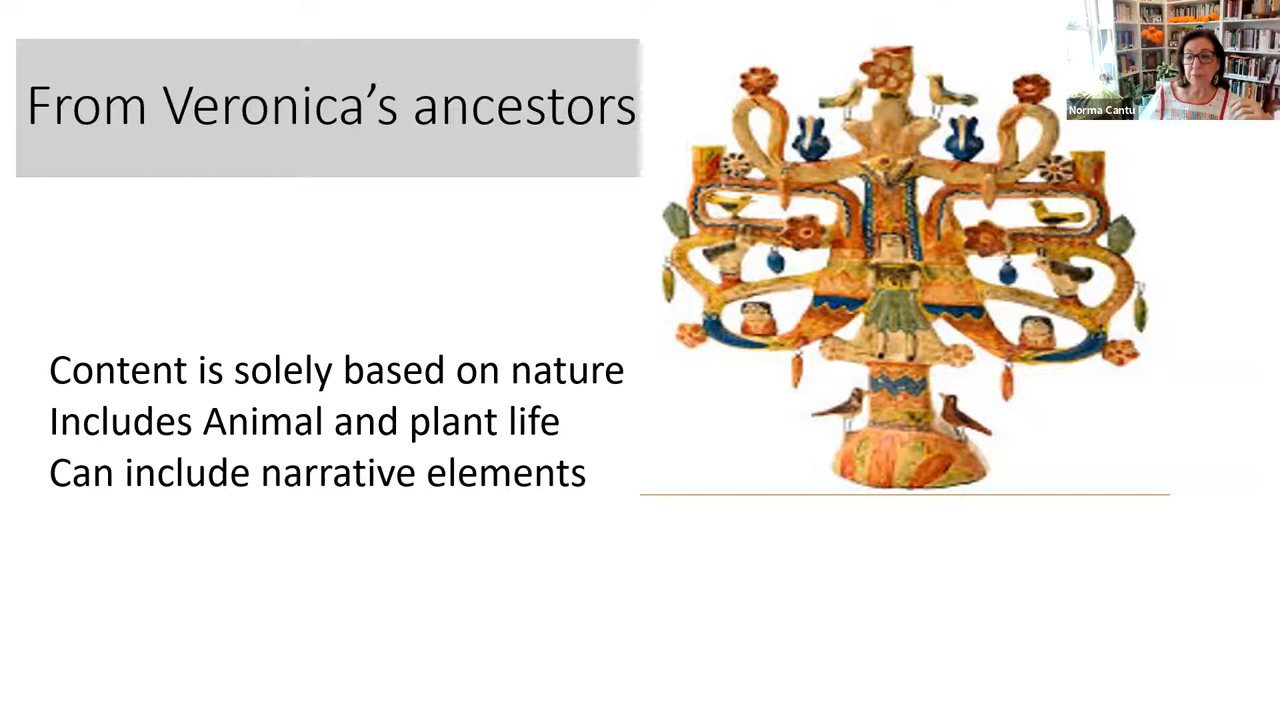 From Veronica’s ancestors
Norma Cantu
Content is solely based on nature
Includes Animal and plant life
Can include narrative elements